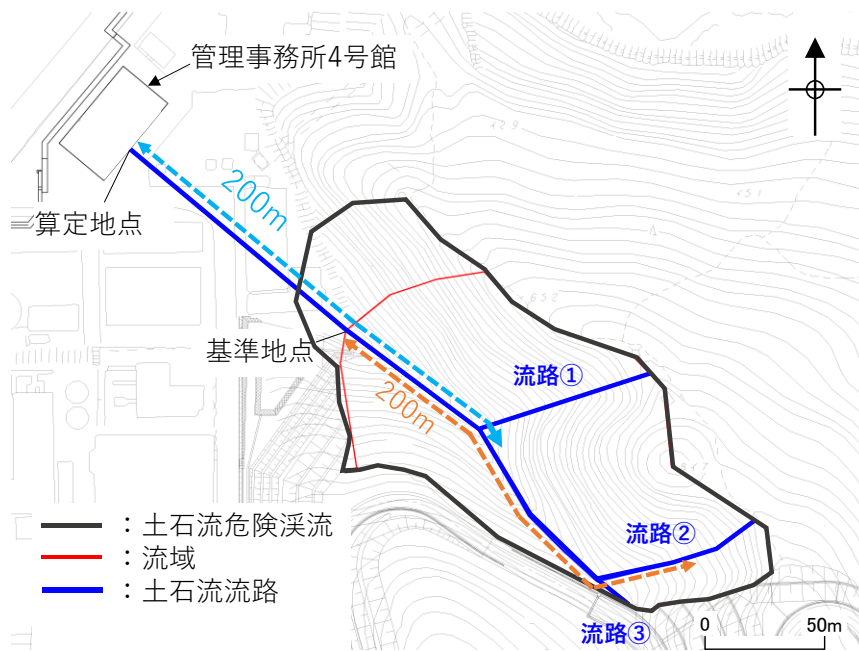 管理事務所4号館
算定地点
200m
基準地点
200m
流路①
流路②
流路③
:土石流危険渓流
:流域
:土石流流路
0 50m